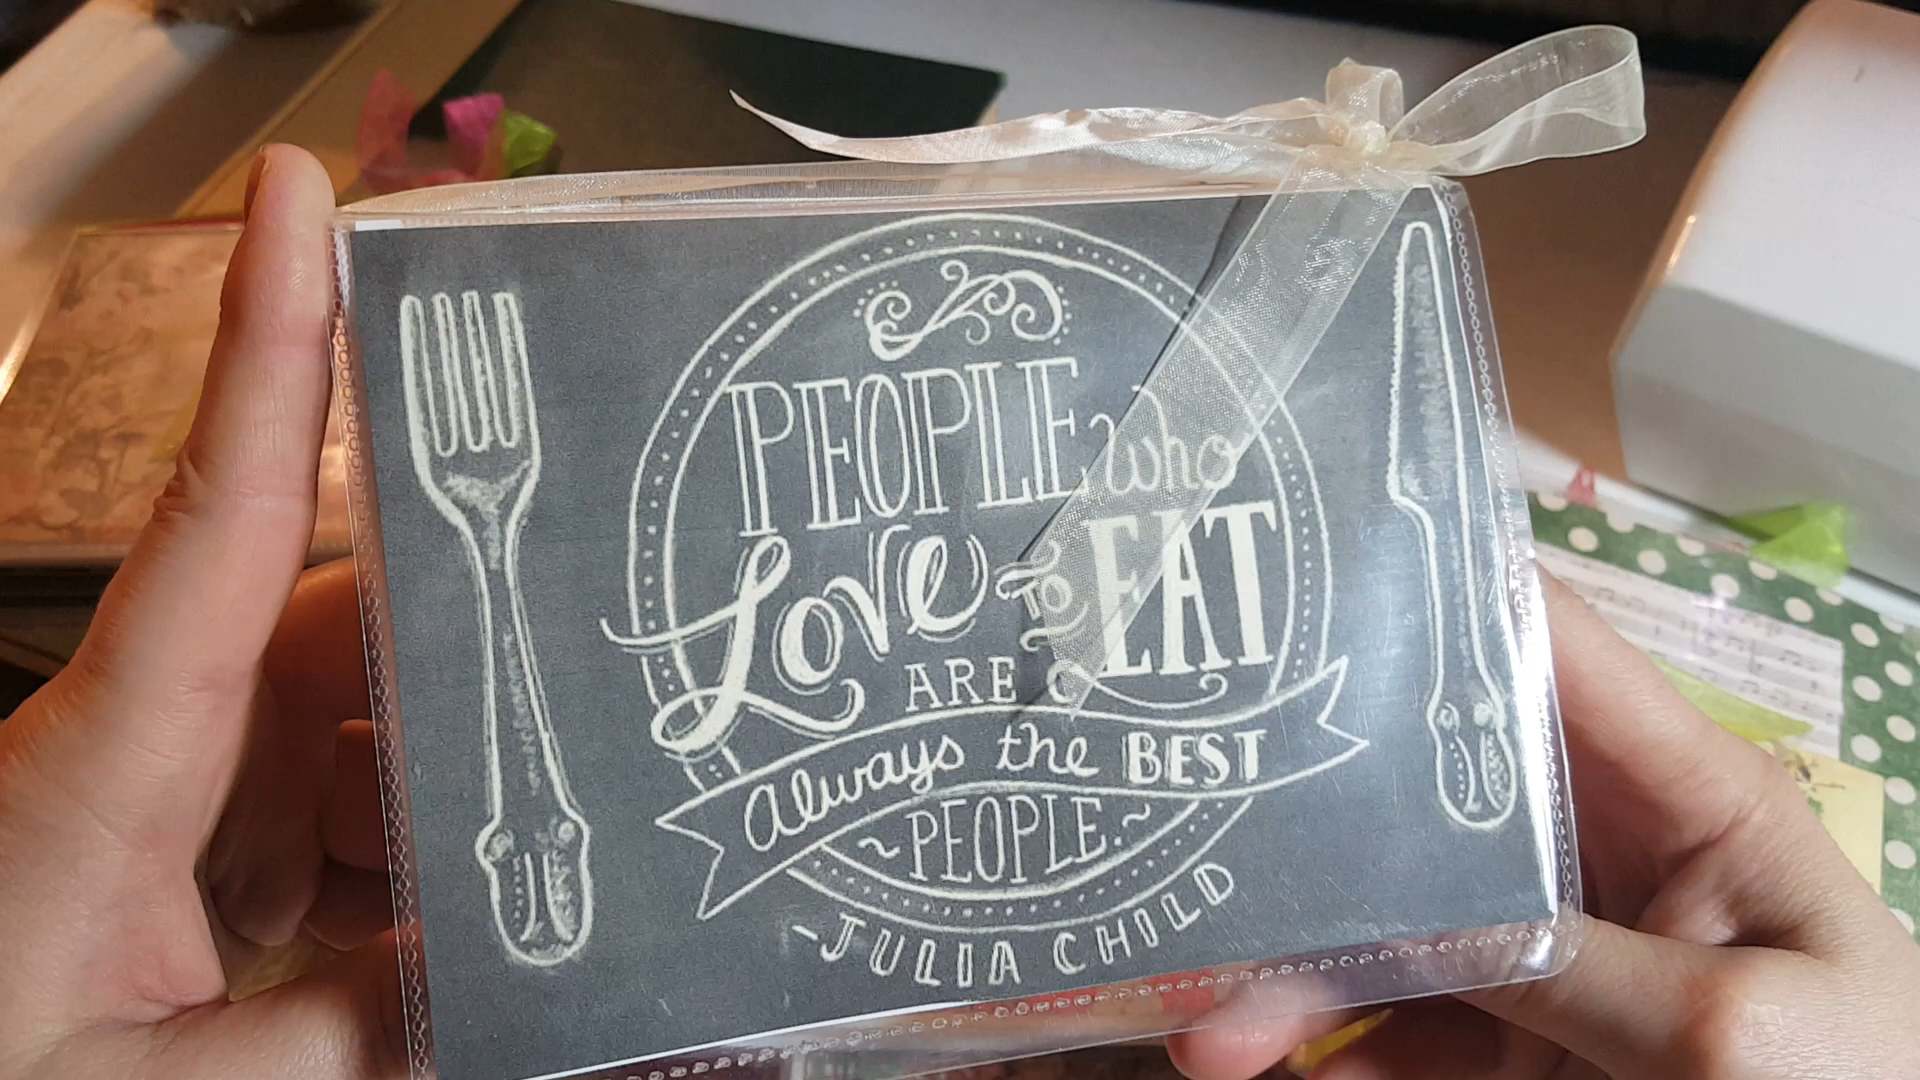 PEOPLE who
Love TO EAT
ARE
Always the BEST
~PEOPLE.~
-JULIA CHILD